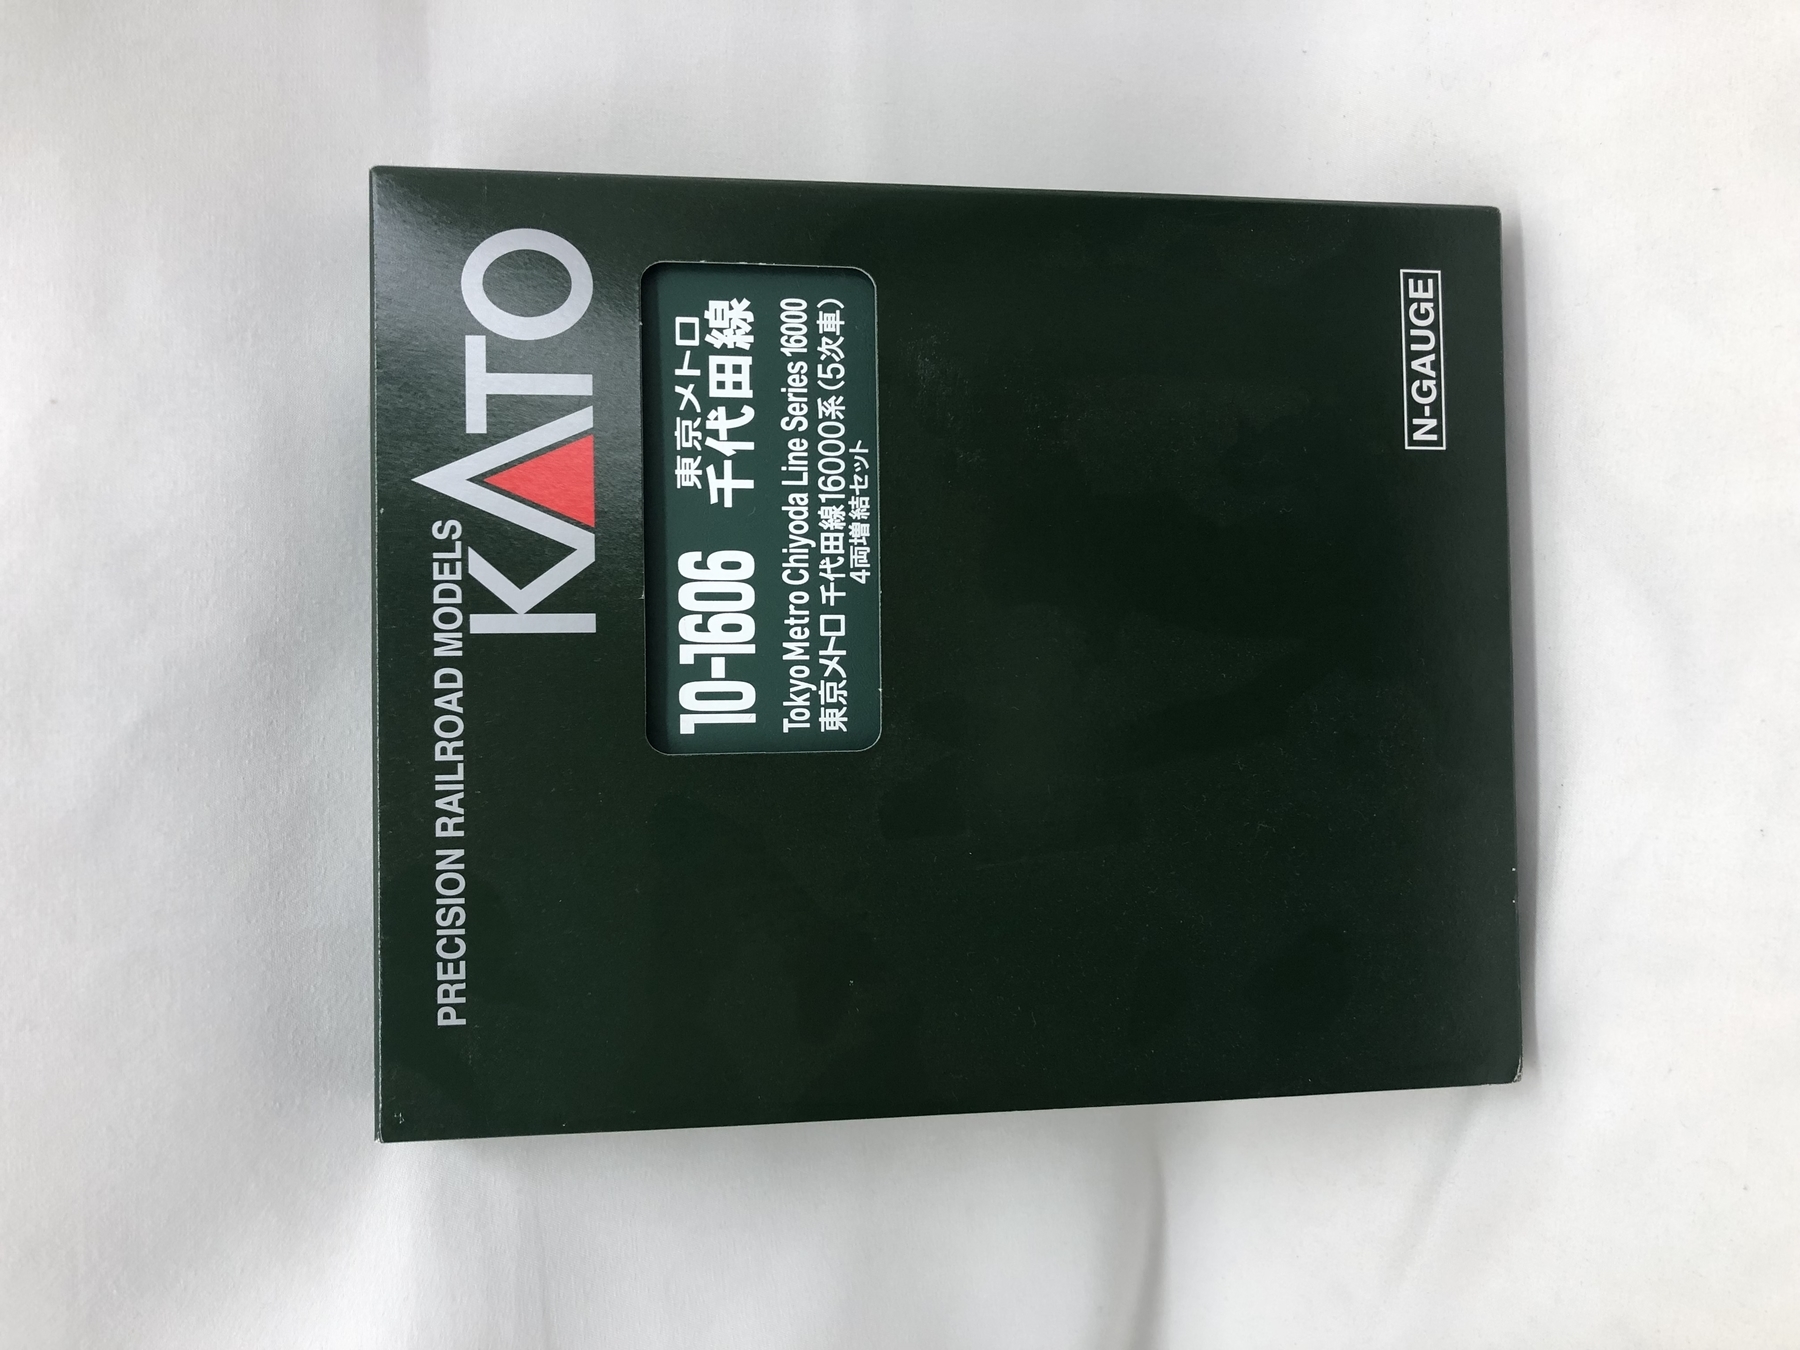 PRECISION RAILROAD MODELS
KATO
10-1606
東京メトロ
千代田線
Tokyo Metro Chiyoda Line Series 16000
東京メトロ 千代田線16000系(5次車)
4両増結セット
N-GAUGE